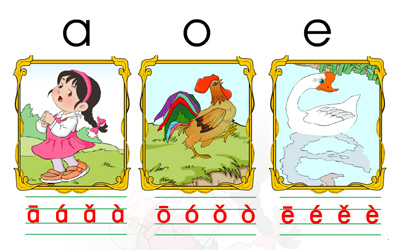 a o e
ā á ǎ à ō ó ǒ ò ē é ě è